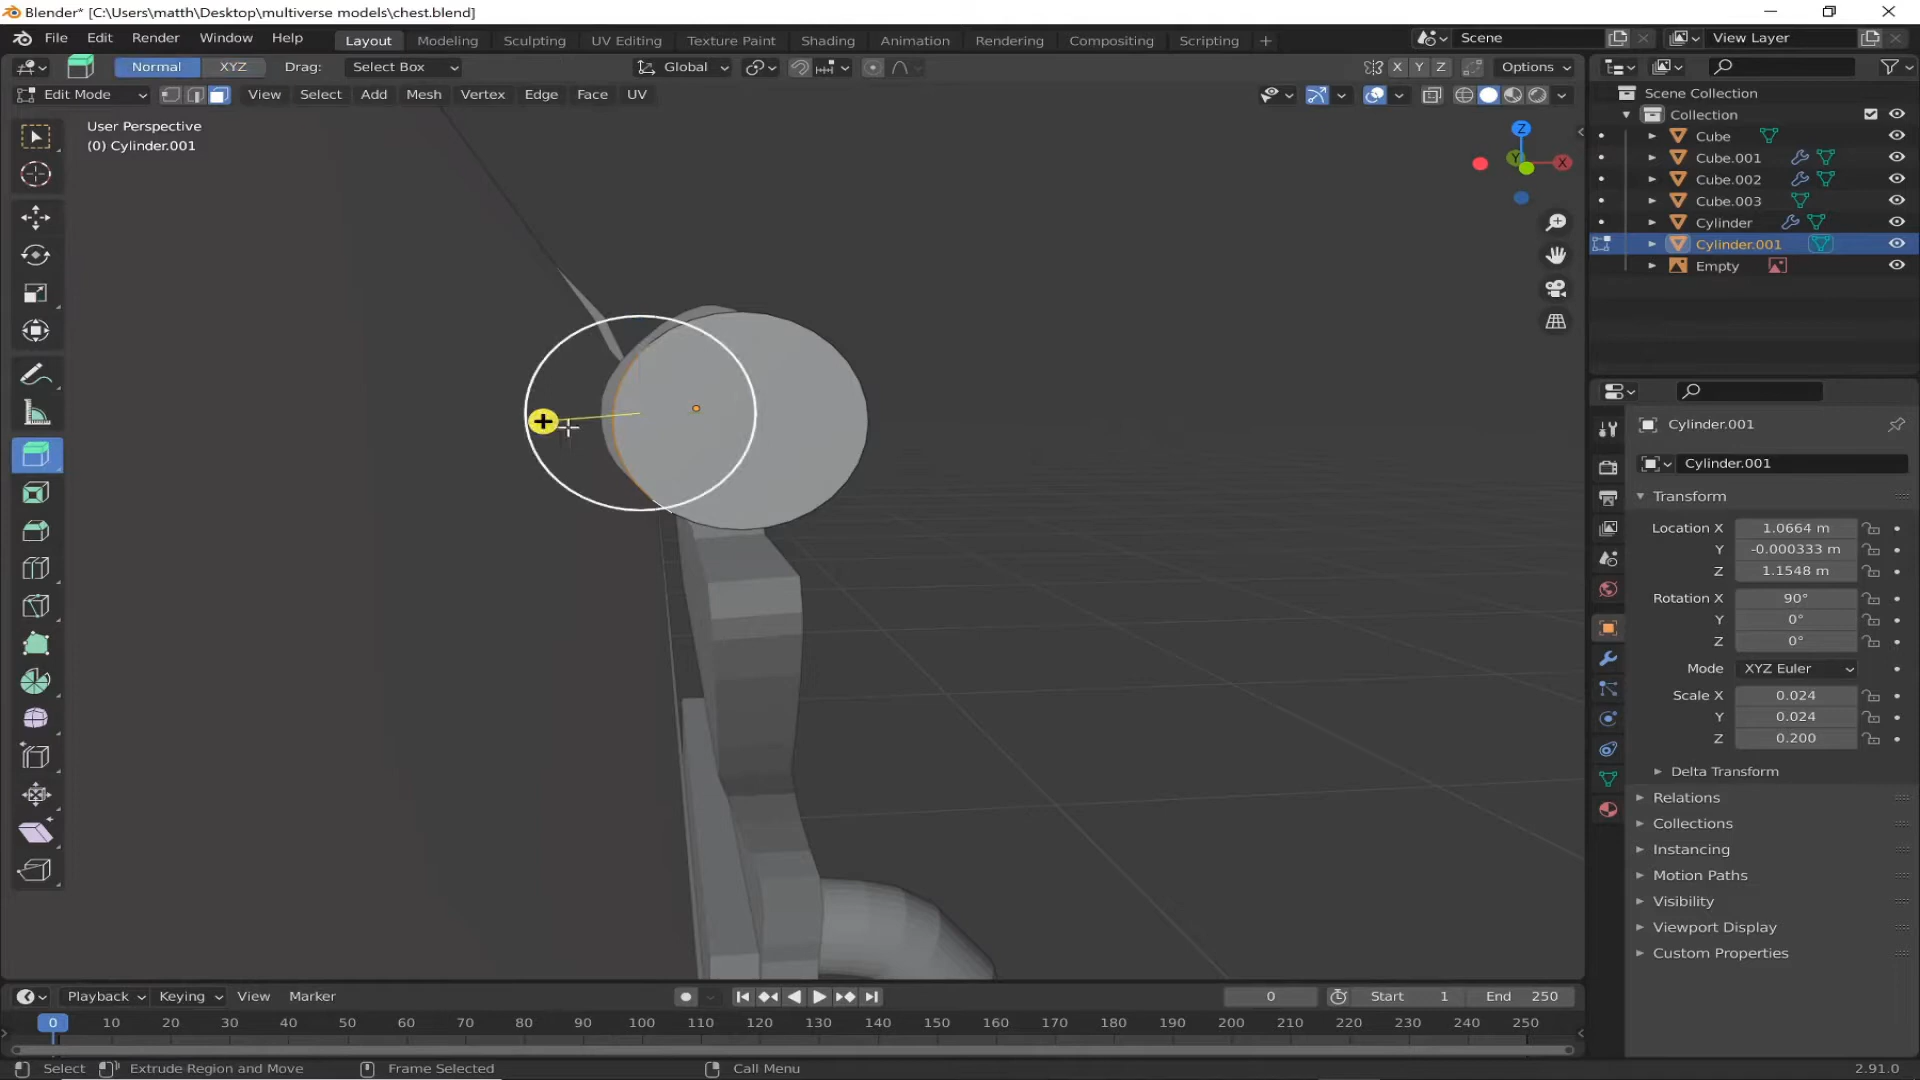 Blender* [C:\Users\matth\Desktop\multiverse models\chest.blend]
File Edit Render Window Help Layout Modeling Sculpting UV Editing Texture Paint Shading Animation Rendering Compositing Scripting + Scene View Layer
Normal XYZ Drag: Select Box Global X Y Z Options
Edit Mode View Select Add Mesh Vertex Edge Face UV
User Perspective
(0) Cylinder.001
Z
Y
X
Scene Collection
Collection
Cube
Cube.001
Cube.002
Cube.003
Cylinder
Cylinder.001
Empty
Cylinder.001
Cylinder.001
Transform
Location X 1.0664 m
Y -0.000333 m
Z 1.1548 m
Rotation X 90°
Y 0°
Z 0°
Mode XYZ Euler
Scale X 0.024
Y 0.024
Z 0.200
Delta Transform
Relations
Collections
Instancing
Motion Paths
Visibility
Viewport Display
Custom Properties
Playback Keying View Marker 0 Start 1 End 250
0 10 20 30 40 50 60 70 80 90 100 110 120 130 140 150 160 170 180 190 200 210 220 230 240 250
Select Extrude Region and Move Frame Selected Call Menu 2.91.0